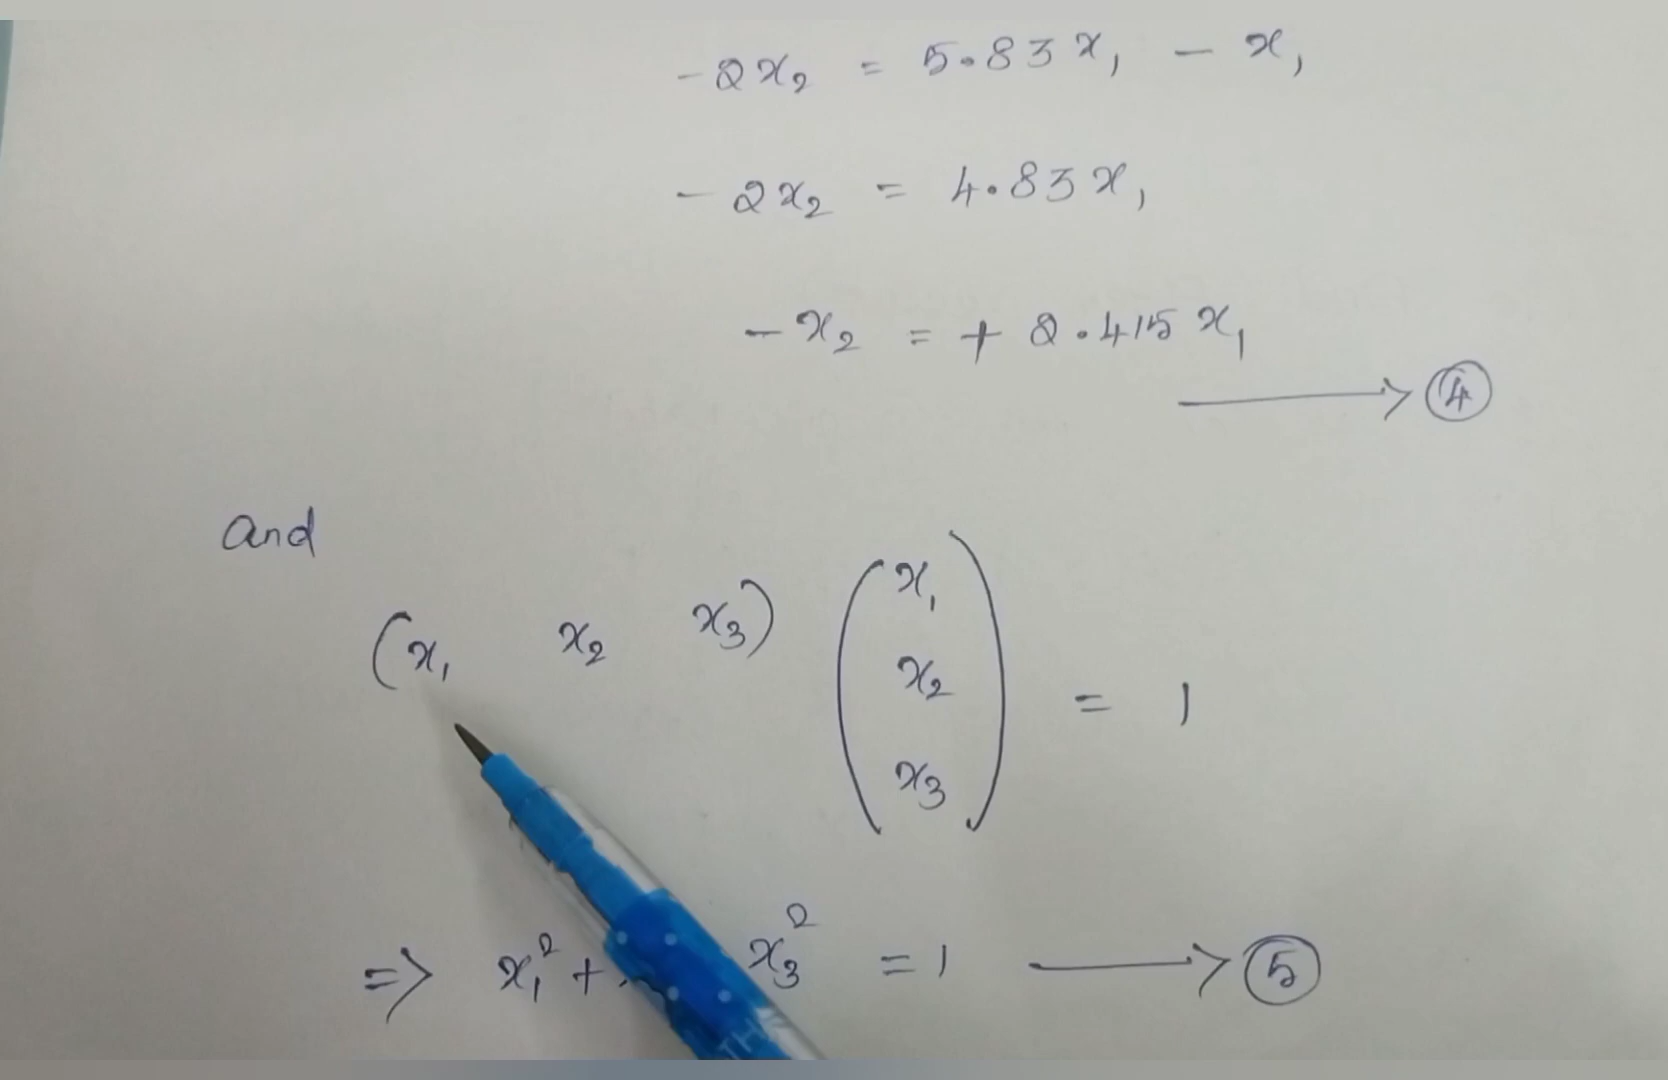 -2x₂ = 5.83x₁ - x₁
-2x₂ = 4.83x₁
-x₂ = +2.415x₁
⟶ ④
and
(x₁ x₂ x₃) (x₁
x₂
x₃) = 1
⇒ x₁² + x₃² = 1 ⟶ ⑤
TH